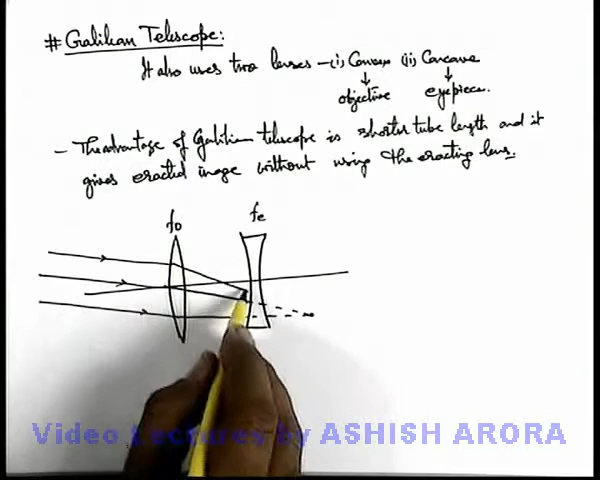 # Galilean Telescope:
It also uses two lenses – (i) Convex (ii) Concave
objective eyepiece.
– The advantage of Galilean telescope is shorter tube length and it
gives erected image without using the erecting lens.
fo fe
Video Lectures by ASHISH ARORA